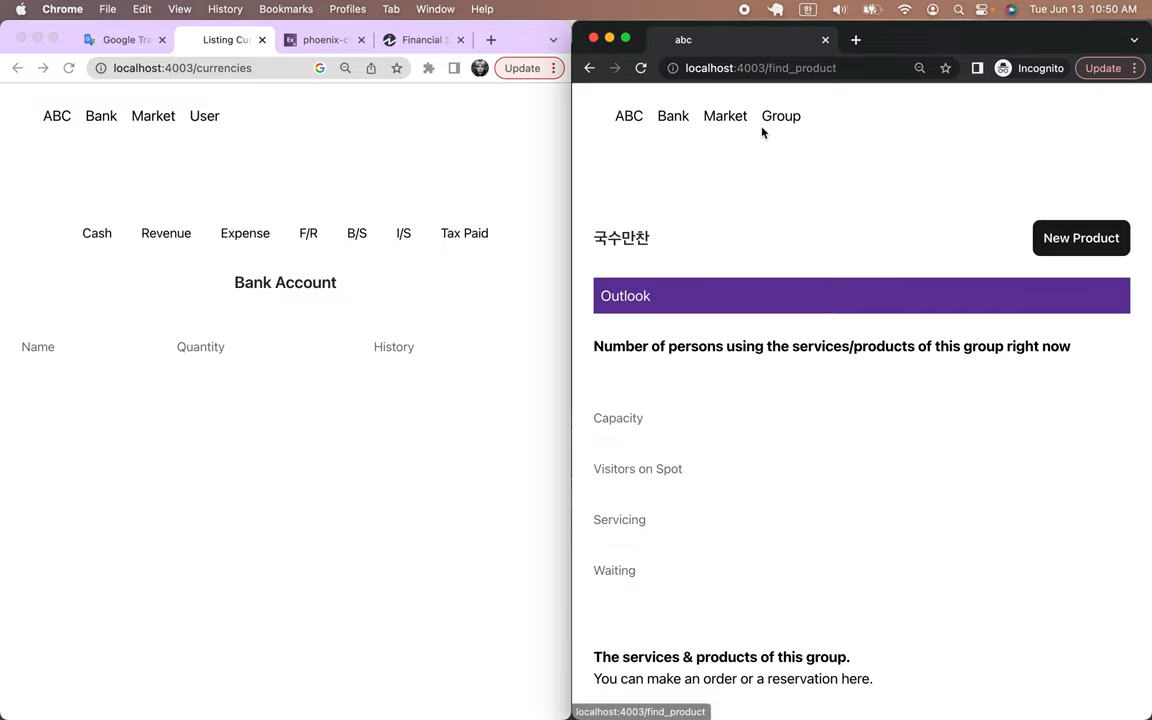 Chrome File Edit View History Bookmarks Profiles Tab Window Help
한
Tue Jun 13 10:50 AM
Google Tra
Listing Cur
phoenix-c
Financial S
localhost:4003/currencies
Update
ABC Bank Market User
Cash Revenue Expense F/R B/S I/S Tax Paid
Bank Account
Name Quantity History
abc
localhost:4003/find_product
Incognito
Update
ABC Bank Market Group
국수만찬
New Product
Outlook
Number of persons using the services/products of this group right now
Capacity
Visitors on Spot
Servicing
Waiting
The services & products of this group.
You can make an order or a reservation here.
localhost:4003/find_product